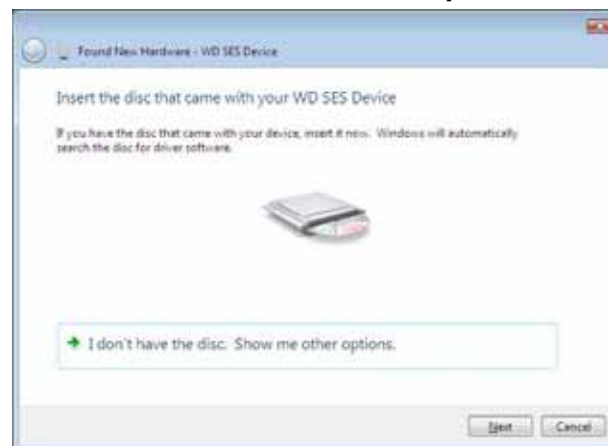 Found New Hardware - WD SES Device
Insert the disc that came with your WD SES Device
If you have the disc that came with your device, insert it now. Windows will automatically
search the disc for driver software.
I don't have the disc. Show me other options.
Next Cancel